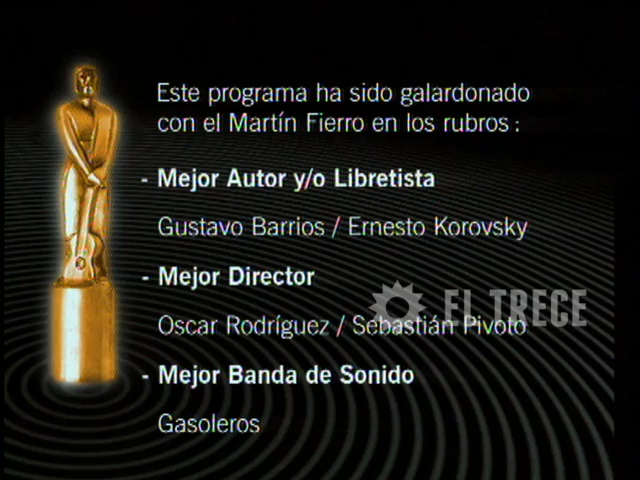 Este programa ha sido galardonado
con el Martín Fierro en los rubros :
- Mejor Autor y/o Libretista
Gustavo Barrios / Ernesto Korovsky
- Mejor Director
EL TRECE
Oscar Rodríguez / Sebastián Pivoto
- Mejor Banda de Sonido
Gasoleros